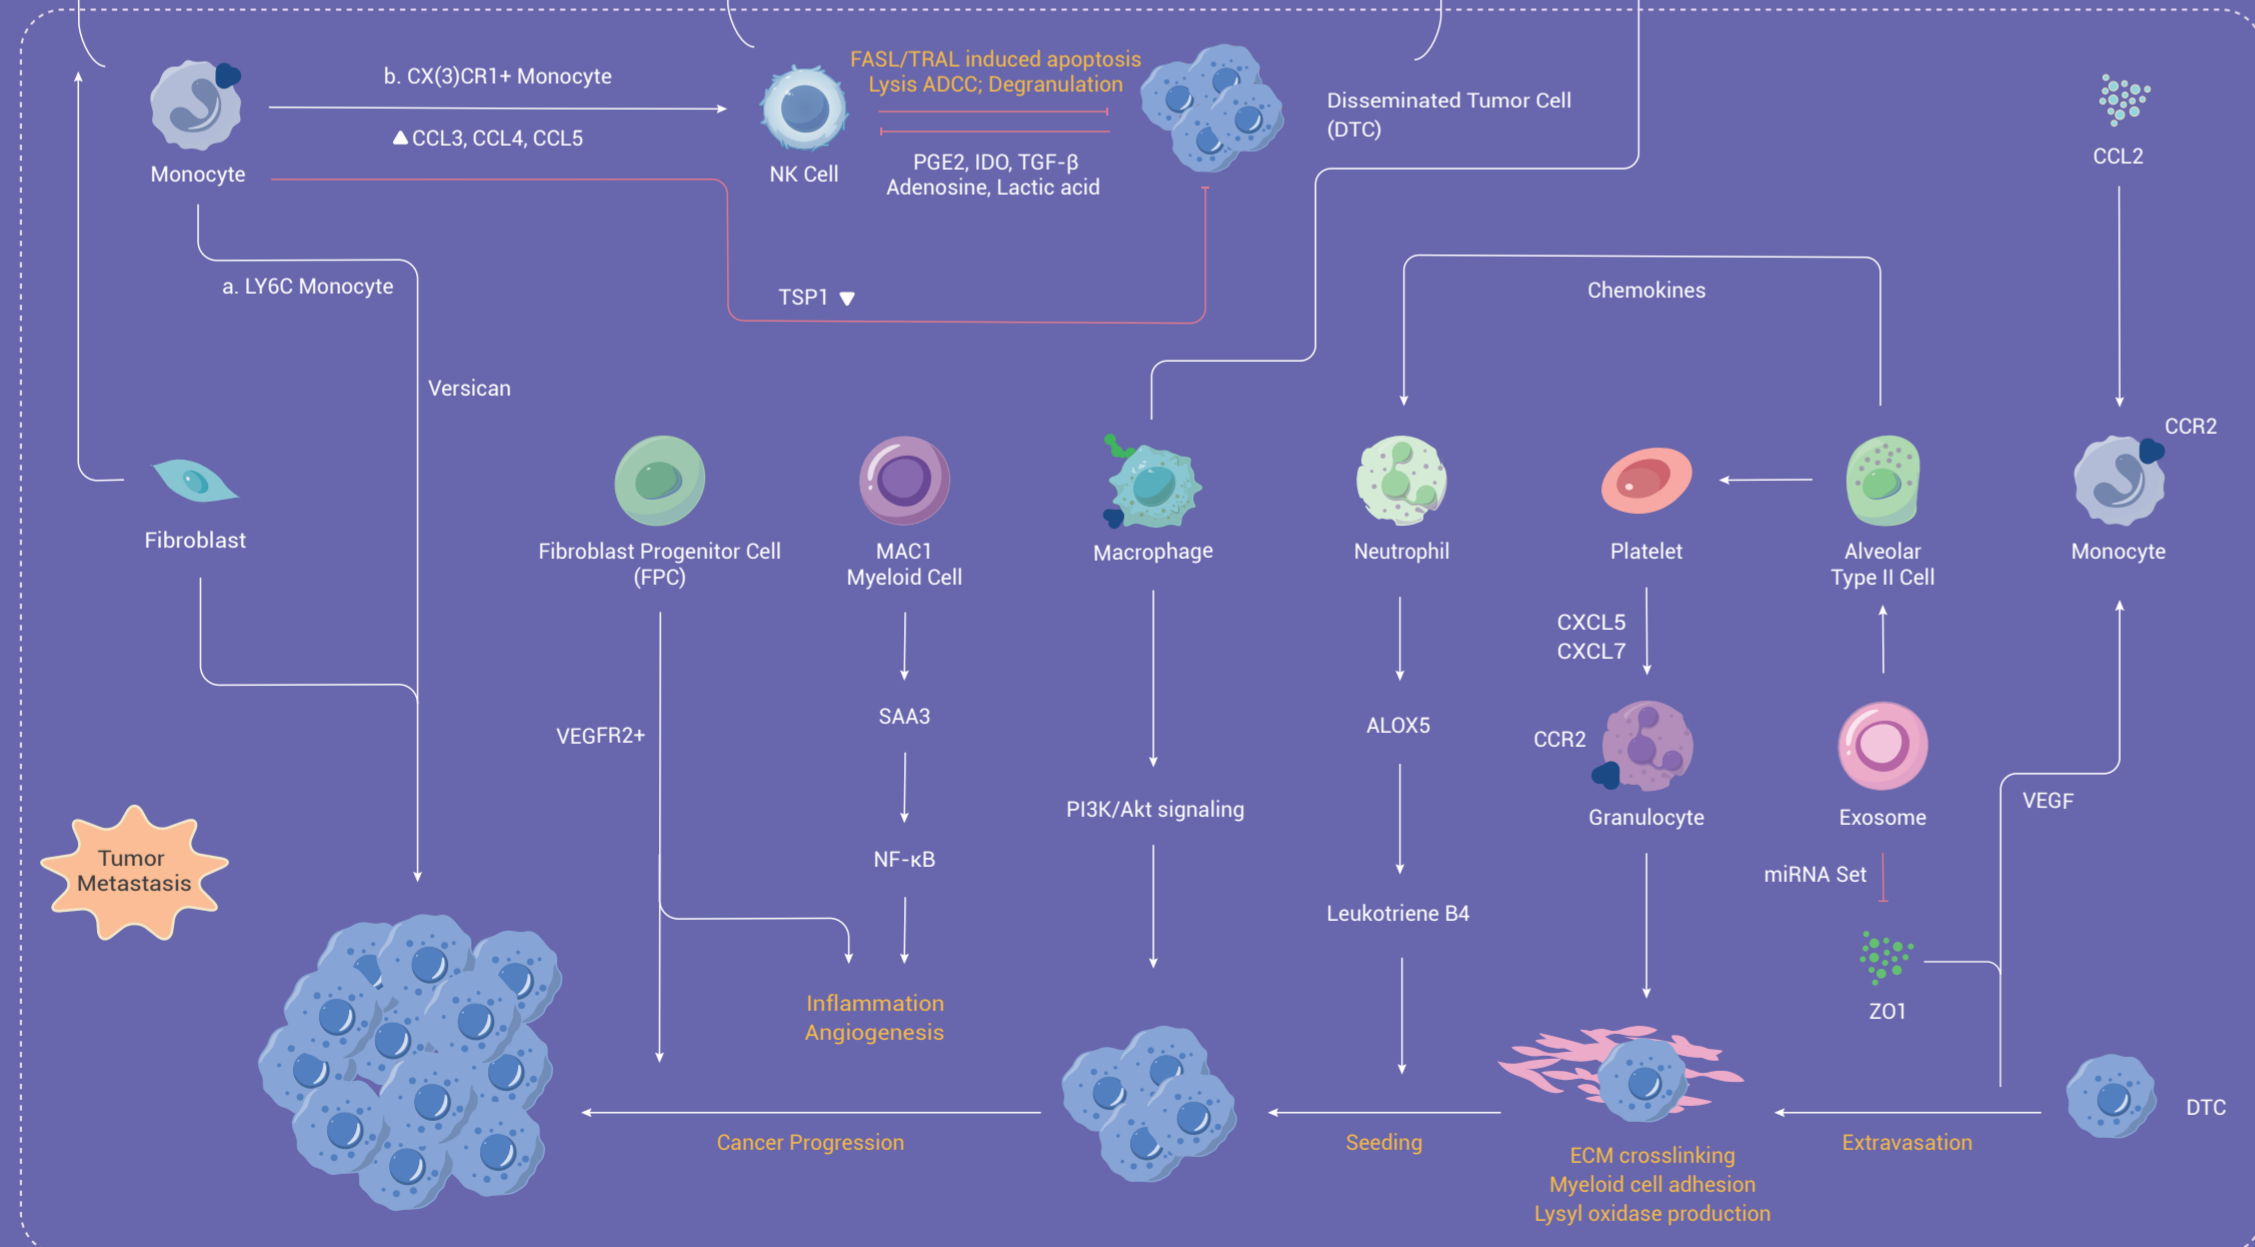 b. CX(3)CR1+ Monocyte
▲CCL3, CCL4, CCL5
Monocyte
FASL/TRAL induced apoptosis
Lysis ADCC; Degranulation
NK Cell
PGE2, IDO, TGF-β
Adenosine, Lactic acid
Disseminated Tumor Cell
(DTC)
CCL2
a. LY6C Monocyte
TSP1 ▼
Chemokines
Versican
CCR2
Fibroblast
Fibroblast Progenitor Cell
(FPC)
MAC1
Myeloid Cell
Macrophage
Neutrophil
Platelet
Alveolar
Type II Cell
Monocyte
CXCL5
CXCL7
VEGFR2+
SAA3
ALOX5
CCR2
PI3K/Akt signaling
Granulocyte
Exosome
VEGF
Tumor
Metastasis
NF-κB
miRNA Set
Leukotriene B4
Inflammation
Angiogenesis
ZO1
DTC
Cancer Progression
Seeding
ECM crosslinking
Myeloid cell adhesion
Lysyl oxidase production
Extravasation